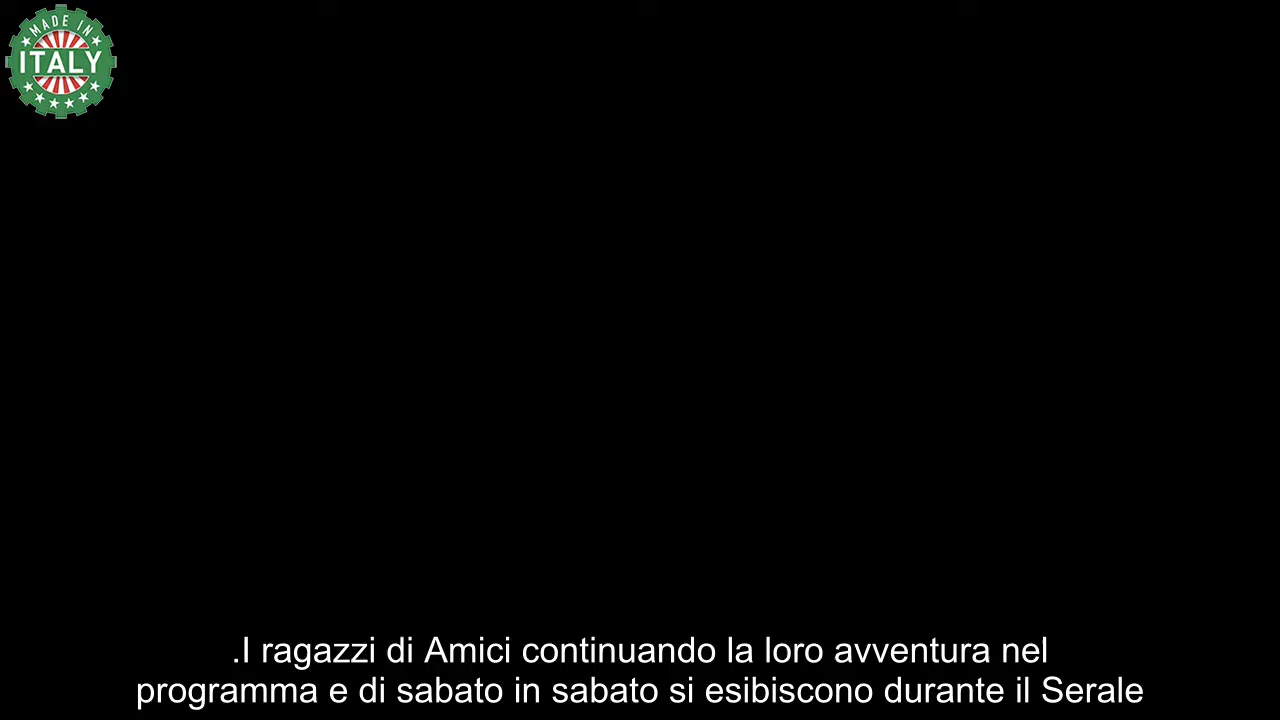 MADE IN
ITALY
.I ragazzi di Amici continuando la loro avventura nel
programma e di sabato in sabato si esibiscono durante il Serale